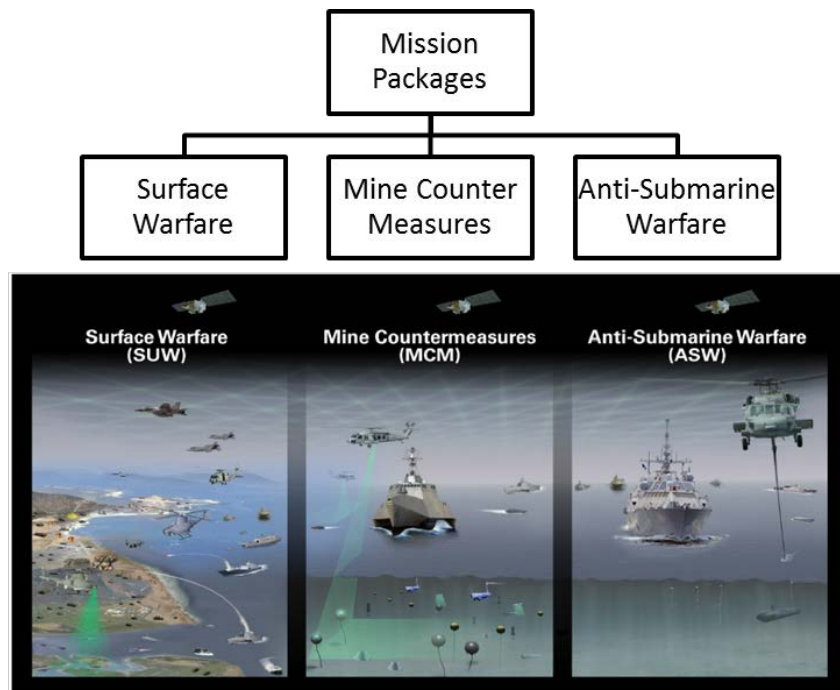 Mission
Packages
Surface
Warfare
Mine Counter
Measures
Anti-Submarine
Warfare
Surface Warfare
(SUW)
Mine Countermeasures
(MCM)
Anti-Submarine Warfare
(ASW)